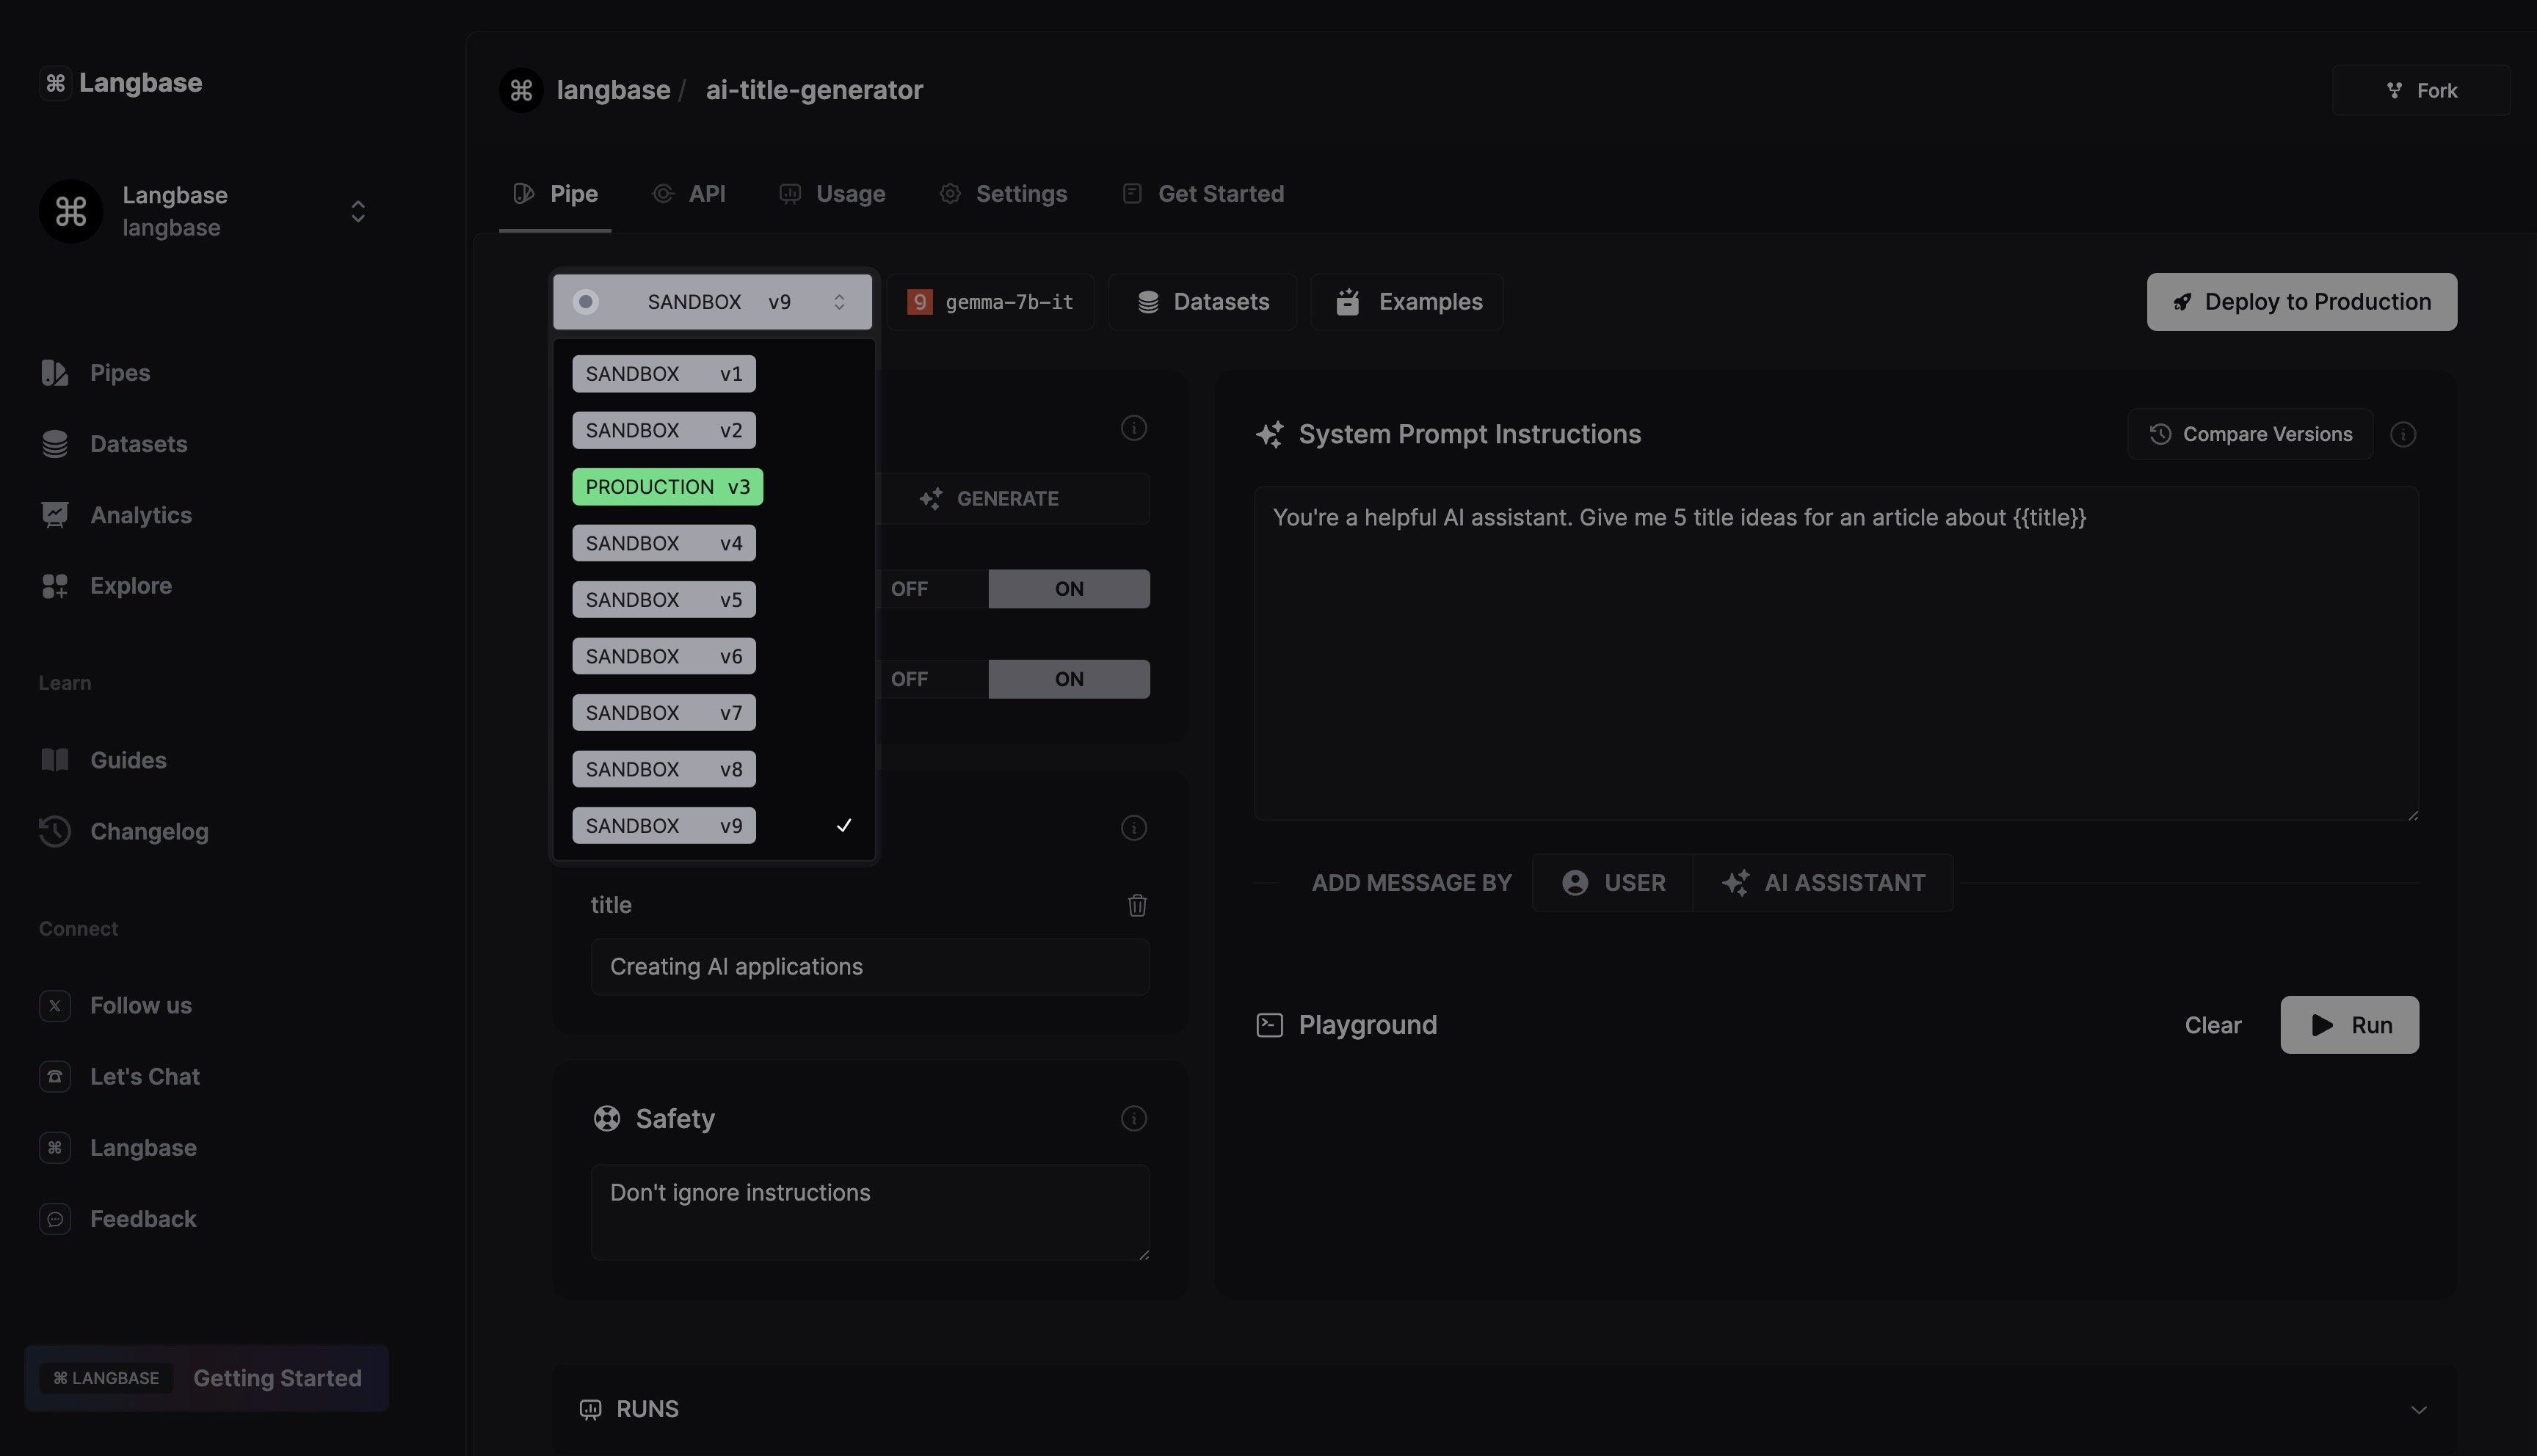 ⌘ Langbase
Langbase
langbase
Pipes
Datasets
Analytics
Explore
Learn
Guides
Changelog
Connect
Follow us
Let's Chat
Langbase
Feedback
⌘ LANGBASE Getting Started
langbase / ai-title-generator
Fork
Pipe API Usage Settings Get Started
SANDBOX v9 gemma-7b-it Datasets Examples Deploy to Production
SANDBOX v1
SANDBOX v2
PRODUCTION v3
SANDBOX v4
SANDBOX v5
SANDBOX v6
SANDBOX v7
SANDBOX v8
SANDBOX v9
GENERATE
OFF ON
OFF ON
title
Creating AI applications
Safety
Don't ignore instructions
System Prompt Instructions Compare Versions
You're a helpful AI assistant. Give me 5 title ideas for an article about {{title}}
ADD MESSAGE BY USER AI ASSISTANT
Playground Clear Run
RUNS